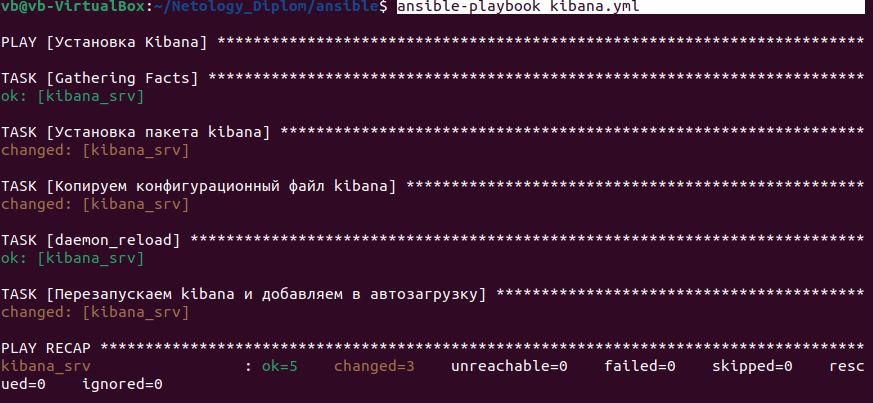 vb@vb-VirtualBox:~/Netology_Diplom/ansible$ ansible-playbook kibana.yml
PLAY [Установка Kibana] ************************************************************************
TASK [Gathering Facts] *************************************************************************
ok: [kibana_srv]
TASK [Установка пакета kibana] *****************************************************************
changed: [kibana_srv]
TASK [Копируем конфигурационный файл kibana] ***************************************************
changed: [kibana_srv]
TASK [daemon_reload] ***************************************************************************
ok: [kibana_srv]
TASK [Перезапускаем kibana и добавляем в автозагрузку] *****************************************
changed: [kibana_srv]
PLAY RECAP *************************************************************************************
kibana_srv                 : ok=5    changed=3    unreachable=0    failed=0    skipped=0    resc
ued=0    ignored=0